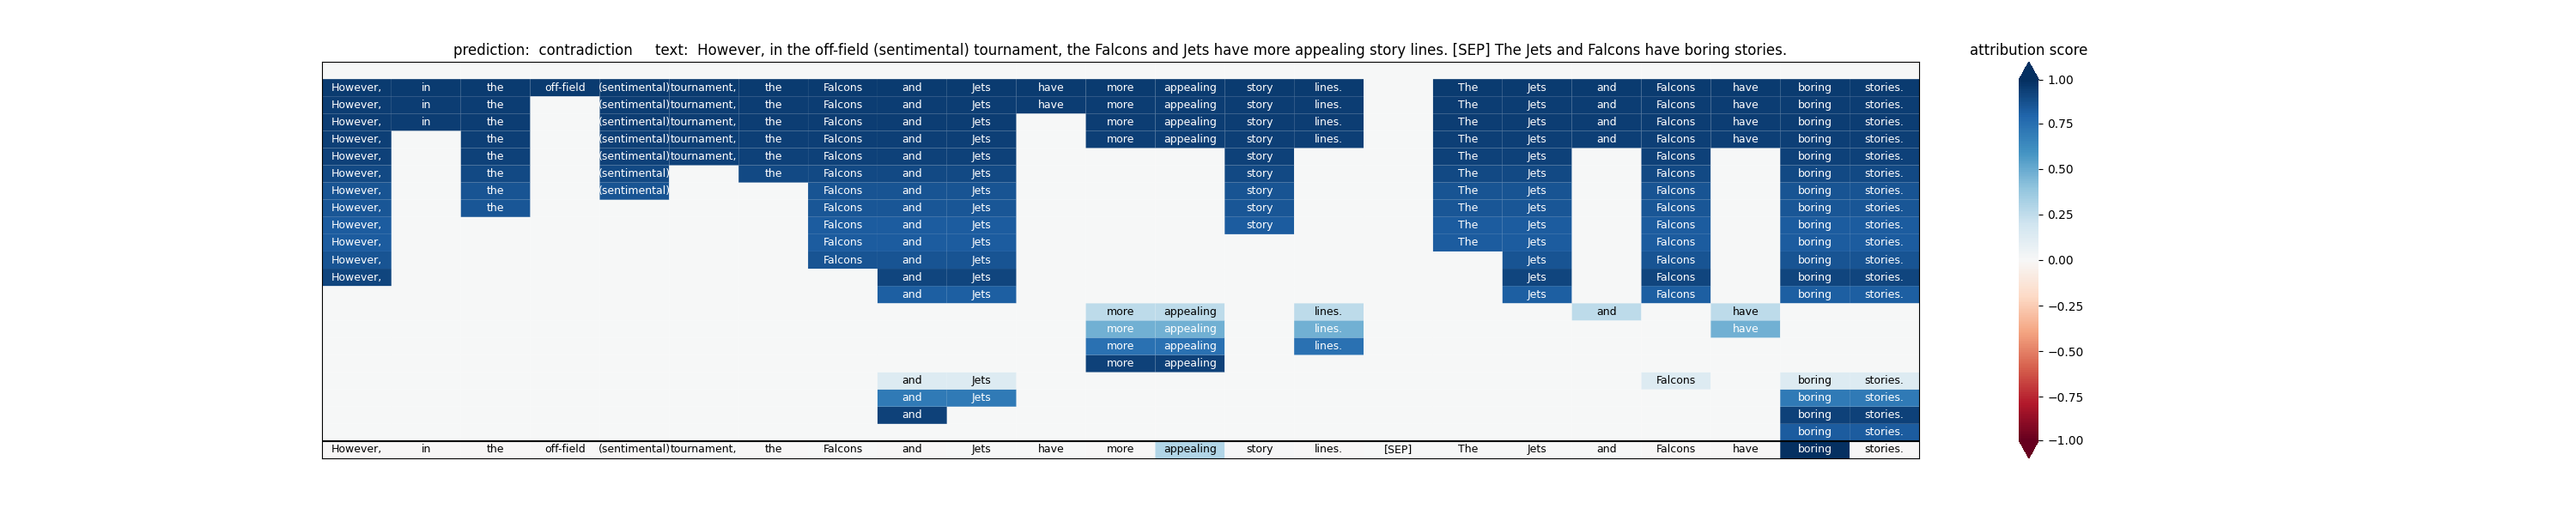 prediction:  contradiction     text:  However, in the off-field (sentimental) tournament, the Falcons and Jets have more appealing story lines. [SEP] The Jets and Falcons have boring stories.
However, in the off-field (sentimental) tournament, the Falcons and Jets have more appealing story lines. The Jets and Falcons have boring stories.
However, in the (sentimental) tournament, the Falcons and Jets have more appealing story lines. The Jets and Falcons have boring stories.
However, in the (sentimental) tournament, the Falcons and Jets more appealing story lines. The Jets and Falcons have boring stories.
However, the (sentimental) tournament, the Falcons and Jets more appealing story lines. The Jets and Falcons have boring stories.
However, the (sentimental) tournament, the Falcons and Jets story The Jets Falcons boring stories.
However, the (sentimental) the Falcons and Jets story The Jets Falcons boring stories.
However, the (sentimental) Falcons and Jets story The Jets Falcons boring stories.
However, the Falcons and Jets story The Jets Falcons boring stories.
However, Falcons and Jets story The Jets Falcons boring stories.
However, Falcons and Jets The Jets Falcons boring stories.
However, Falcons and Jets Jets Falcons boring stories.
However, and Jets Jets Falcons boring stories.
and Jets Jets Falcons boring stories.
more appealing lines. and have
more appealing lines. have
more appealing lines.
more appealing
and Jets Falcons boring stories.
and Jets boring stories.
and boring stories.
boring stories.
However, in the off-field (sentimental) tournament, the Falcons and Jets have more appealing story lines. [SEP] The Jets and Falcons have boring stories.
attribution score
1.00
0.75
0.50
0.25
0.00
−0.25
−0.50
−0.75
−1.00